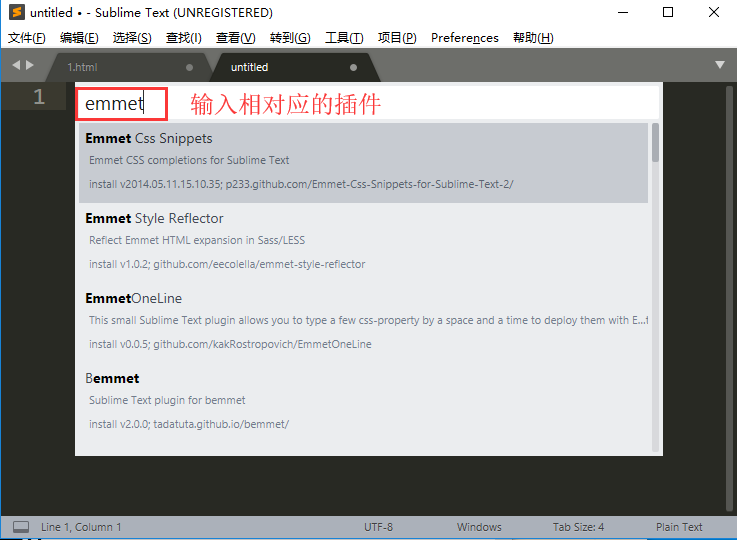 untitled • - Sublime Text (UNREGISTERED)
文件(F) 编辑(E) 选择(S) 查找(I) 查看(V) 转到(G) 工具(T) 项目(P) Preferences 帮助(H)
1.html untitled
1 emmet 输入相对应的插件
Emmet Css Snippets
Emmet CSS completions for Sublime Text
install v2014.05.11.15.10.35; p233.github.com/Emmet-Css-Snippets-for-Sublime-Text-2/
Emmet Style Reflector
Reflect Emmet HTML expansion in Sass/LESS
install v1.0.2; github.com/eecolella/emmet-style-reflector
EmmetOneLine
This small Sublime Text plugin allows you to type a few css-property by a space and a time to deploy them with E...t
install v0.0.5; github.com/kakRostropovich/EmmetOneLine
Bemmet
Sublime Text plugin for bemmet
install v2.0.0; tadatuta.github.io/bemmet/
Line 1, Column 1 UTF-8 Windows Tab Size: 4 Plain Text